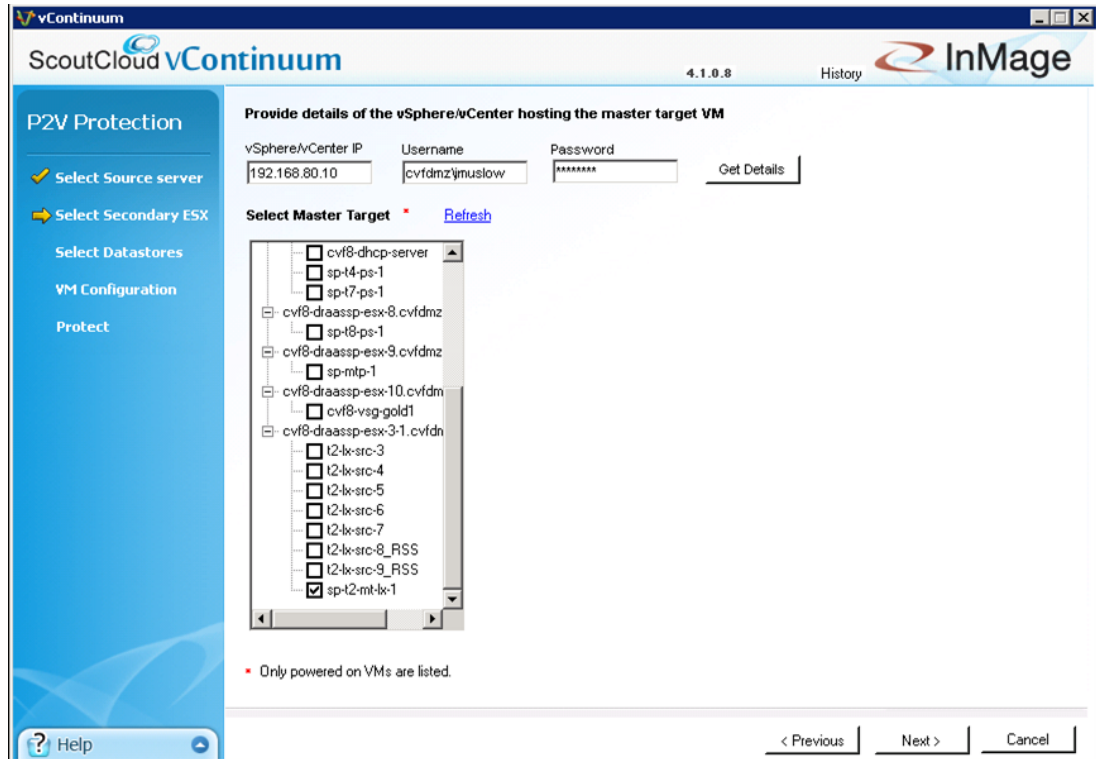 vContinuum
ScoutCloud vContinuum
4.1.0.8
History
InMage
P2V Protection
Select Source server
Select Secondary ESX
Select Datastores
VM Configuration
Protect
Provide details of the vSphere/vCenter hosting the master target VM
vSphere/vCenter IP Username Password
192.168.80.10 cvfdmz\jmuslow ******** Get Details
Select Master Target * Refresh
cvf8-dhcp-server
sp-t4-ps-1
sp-t7-ps-1
cvf8-draassp-esx-8.cvfdmz
sp-t8-ps-1
cvf8-draassp-esx-9.cvfdmz
sp-mtp-1
cvf8-draassp-esx-10.cvfdm
cvf8-vsg-gold1
cvf8-draassp-esx-3-1.cvfdn
t2-lx-src-3
t2-lx-src-4
t2-lx-src-5
t2-lx-src-6
t2-lx-src-7
t2-lx-src-8_RSS
t2-lx-src-9_RSS
sp-t2-mt-lx-1
* Only powered on VMs are listed.
? Help
< Previous Next > Cancel